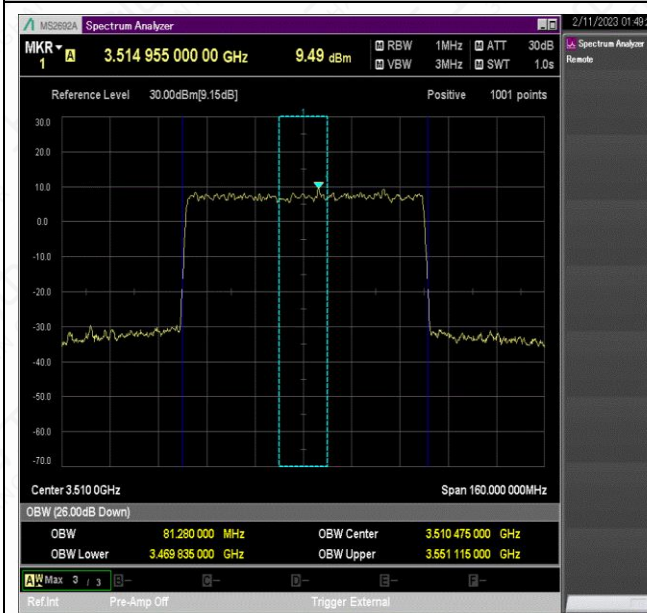 MS2692A Spectrum Analyzer
2/11/2023 01:49:
MKR 1 A 3.514 955 000 00 GHz 9.49 dBm M RBW 1MHz M ATT 30dB
M VBW 3MHz M SWT 1.0s
Spectrum Analyzer
Remote
Reference Level 30.00dBm[9.15dB] Positive 1001 points
30.0
20.0
10.0
0.0
-10.0
-20.0
-30.0
-40.0
-50.0
-60.0
-70.0
Center 3.510 0GHz Span 160.000 000MHz
OBW (26.00dB Down)
OBW 81.280 000 MHz OBW Center 3.510 475 000 GHz
OBW Lower 3.469 835 000 GHz OBW Upper 3.551 115 000 GHz
A W Max 3 / 3 B- C- D- E- F-
Ref.Int Pre-Amp Off Trigger External